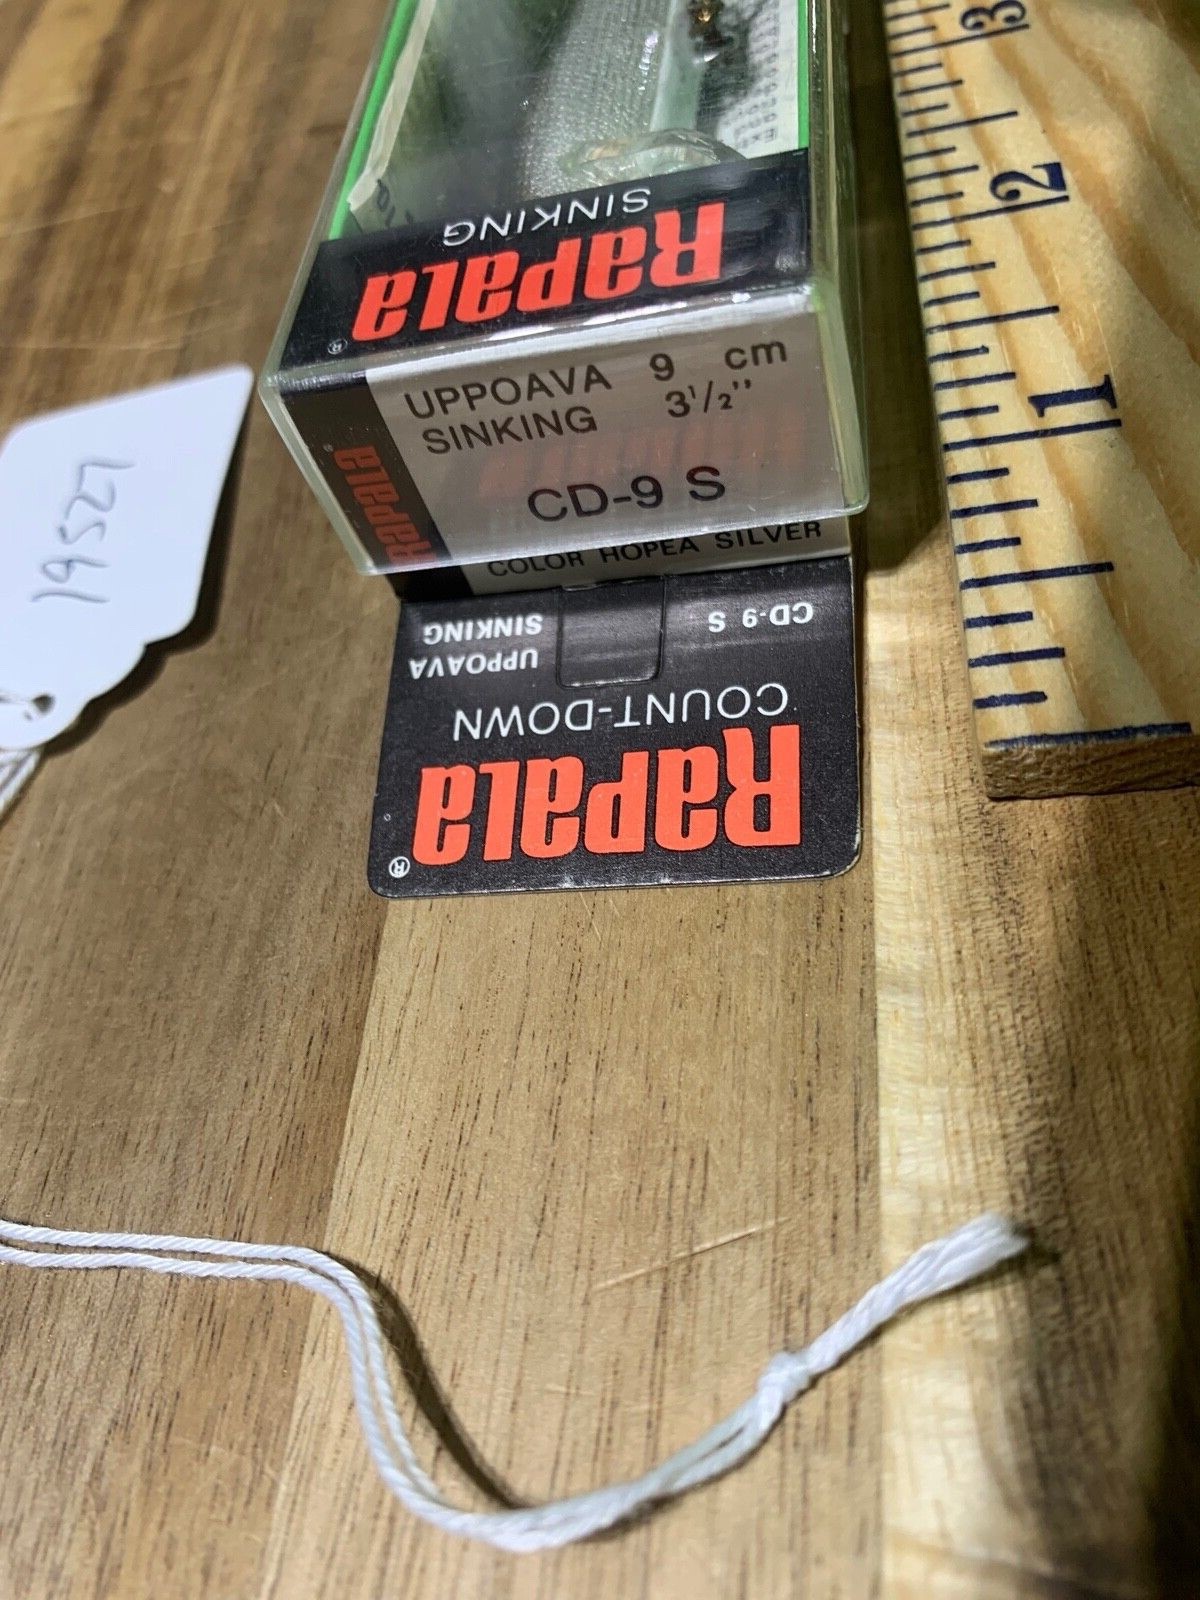 Rapala®
SINKING
UPPOAVA 9 cm
SINKING 3 1/2"
CD-9 S
Rapala®
COLOR HOPEA SILVER
CD-9 S
UPPOAVA
SINKING
COUNT-DOWN
Rapala®
19527
1
2
3